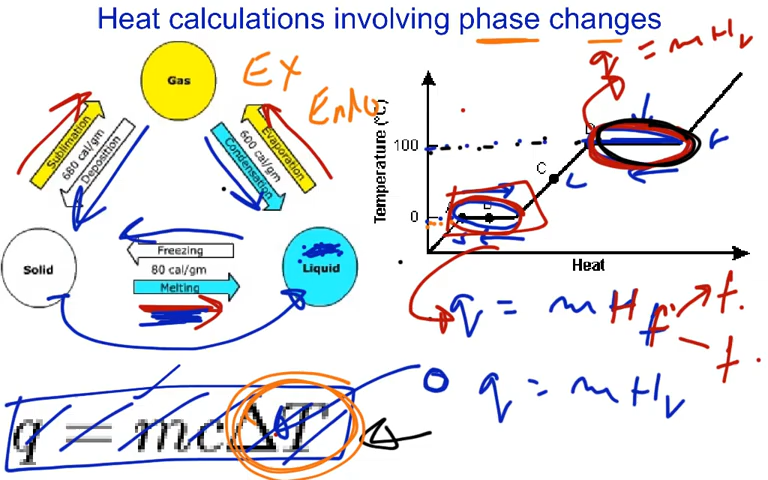 Heat calculations involving phase changes
q = mHv
Gas
EX
Sublimation
680 cal/gm
Deposition
Evaporation
600 cal/gm
Condensation
Solid
Freezing
80 cal/gm
Melting
Liquid
Temperature (°C)
100
0
B
C
D
L
Heat
q = mHf
f.
f.
q = mHv
0
q = mcΔT